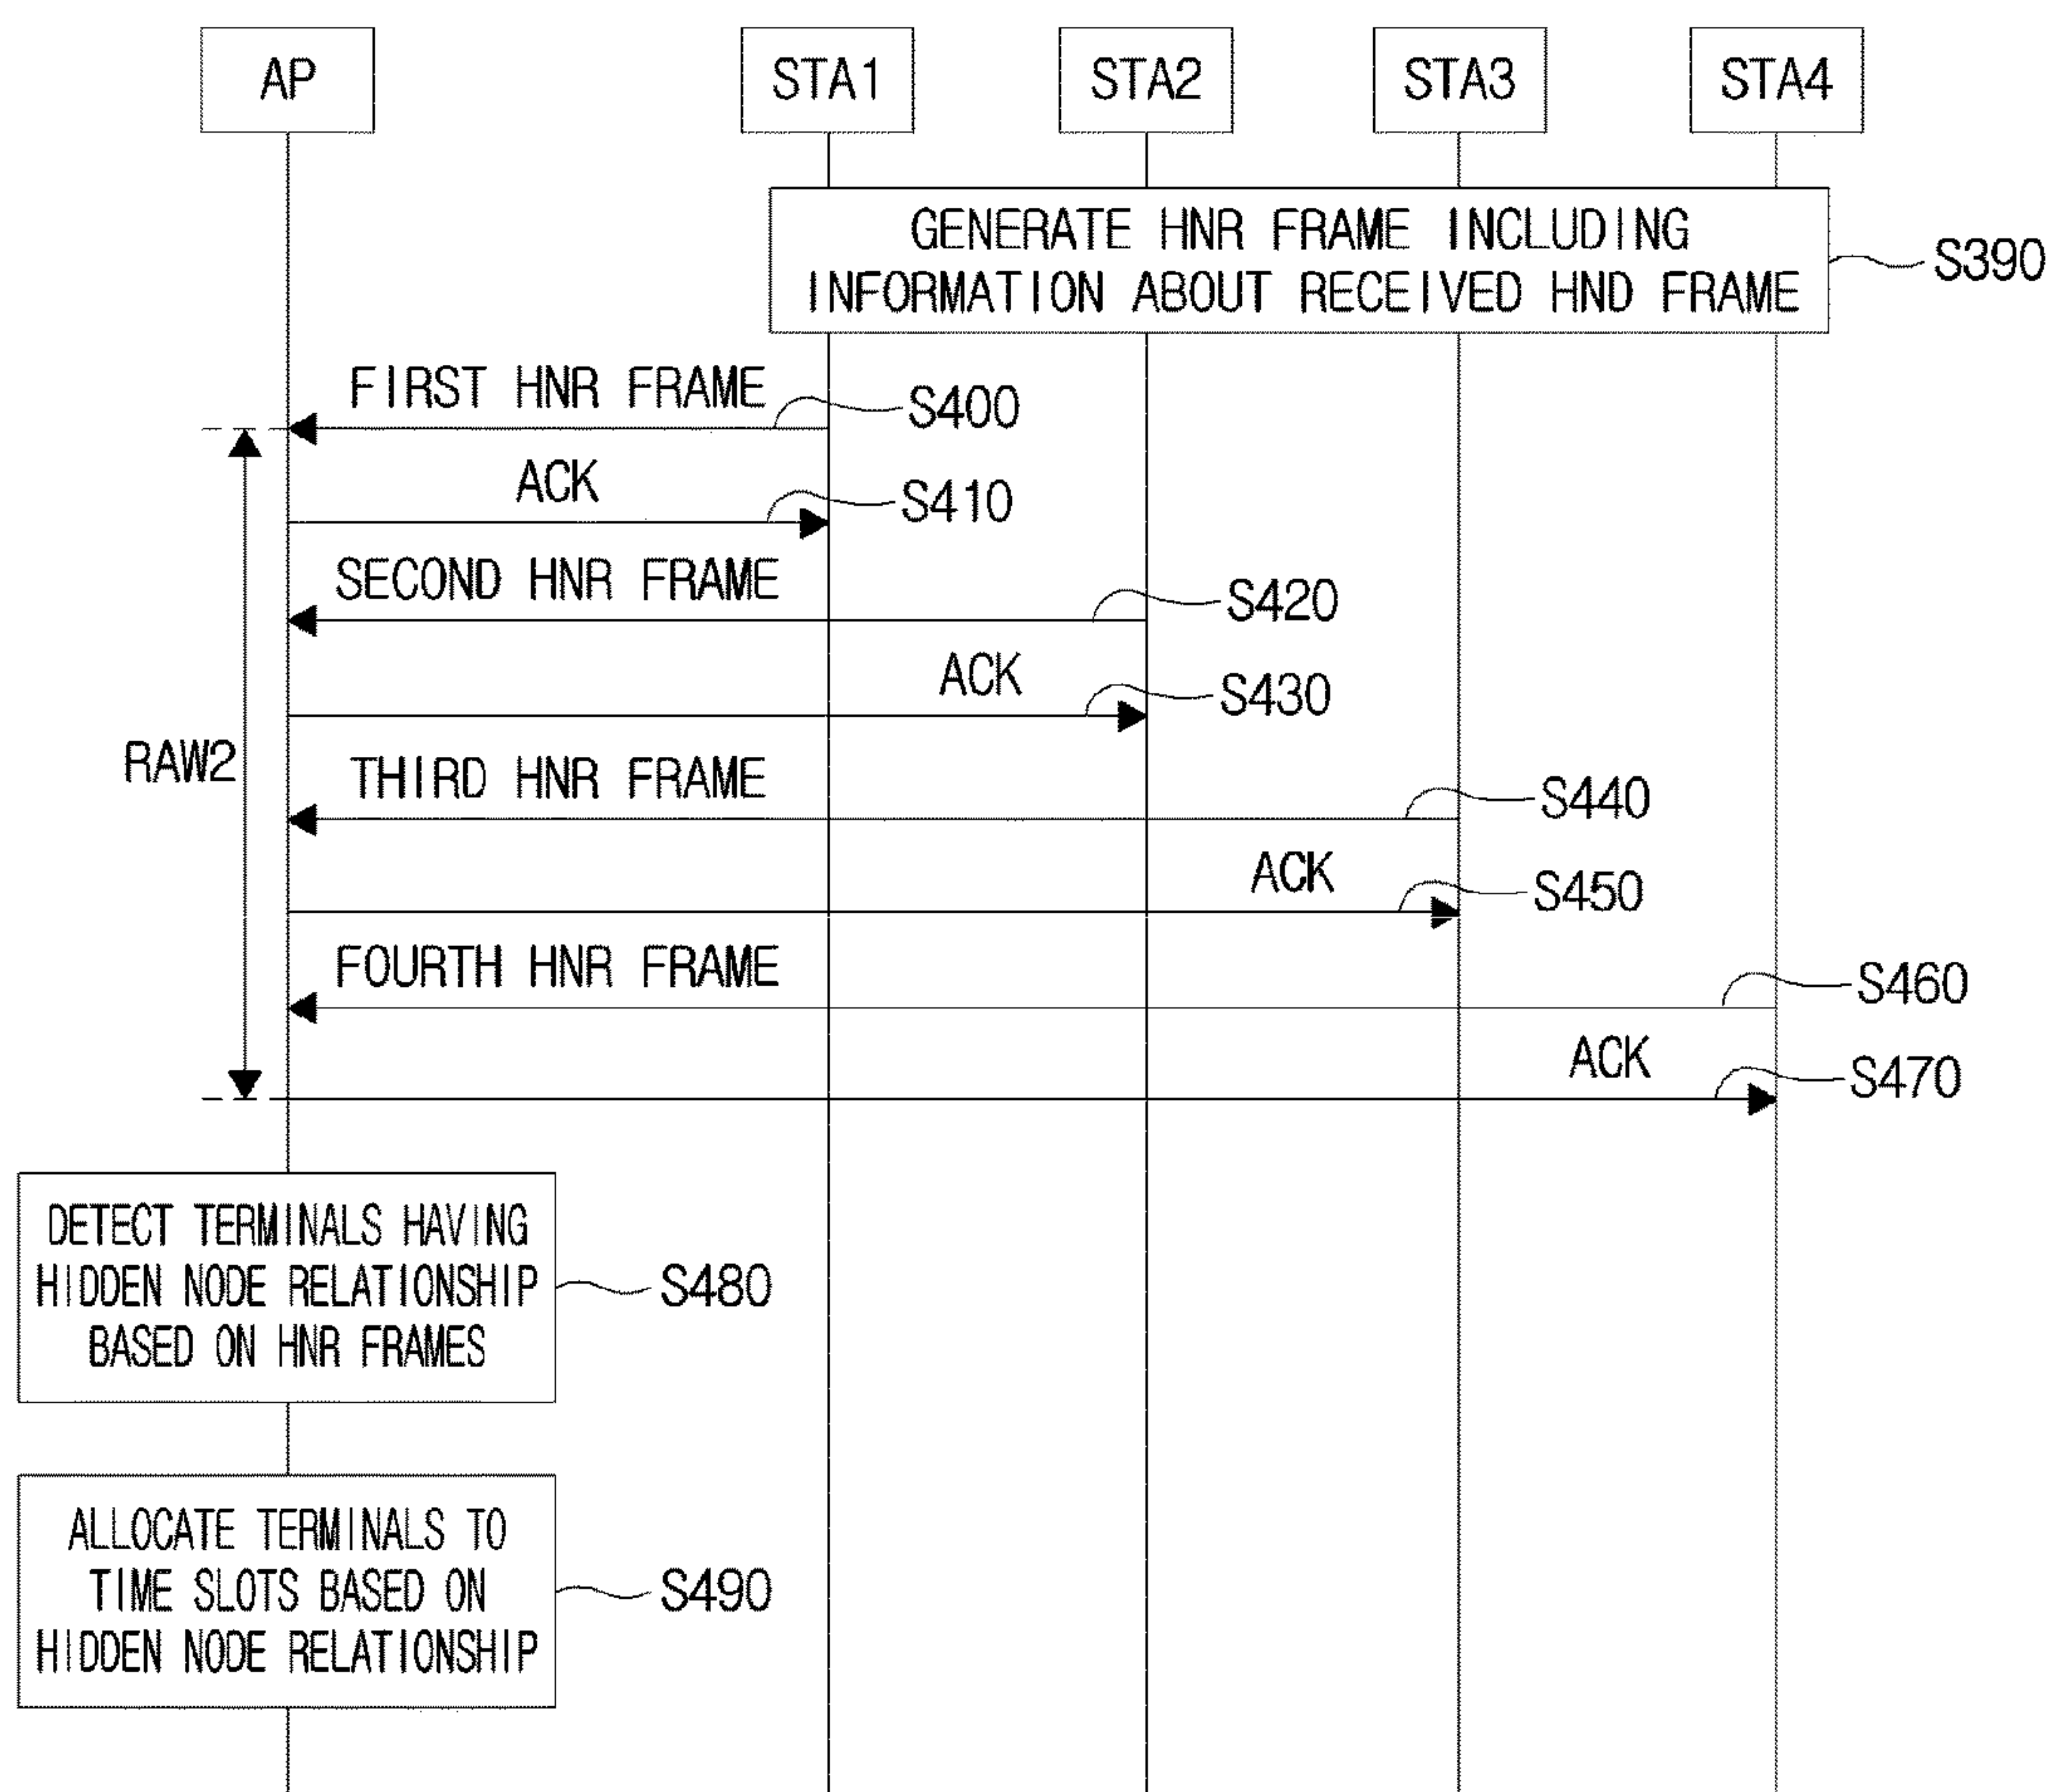 AP
STA1
STA2
STA3
STA4
GENERATE HNR FRAME INCLUDING
INFORMATION ABOUT RECEIVED HND FRAME
S390
FIRST HNR FRAME
S400
ACK
S410
SECOND HNR FRAME
S420
ACK
S430
RAW2
THIRD HNR FRAME
S440
ACK
S450
FOURTH HNR FRAME
S460
ACK
S470
DETECT TERMINALS HAVING
HIDDEN NODE RELATIONSHIP
BASED ON HNR FRAMES
S480
ALLOCATE TERMINALS TO
TIME SLOTS BASED ON
HIDDEN NODE RELATIONSHIP
S490